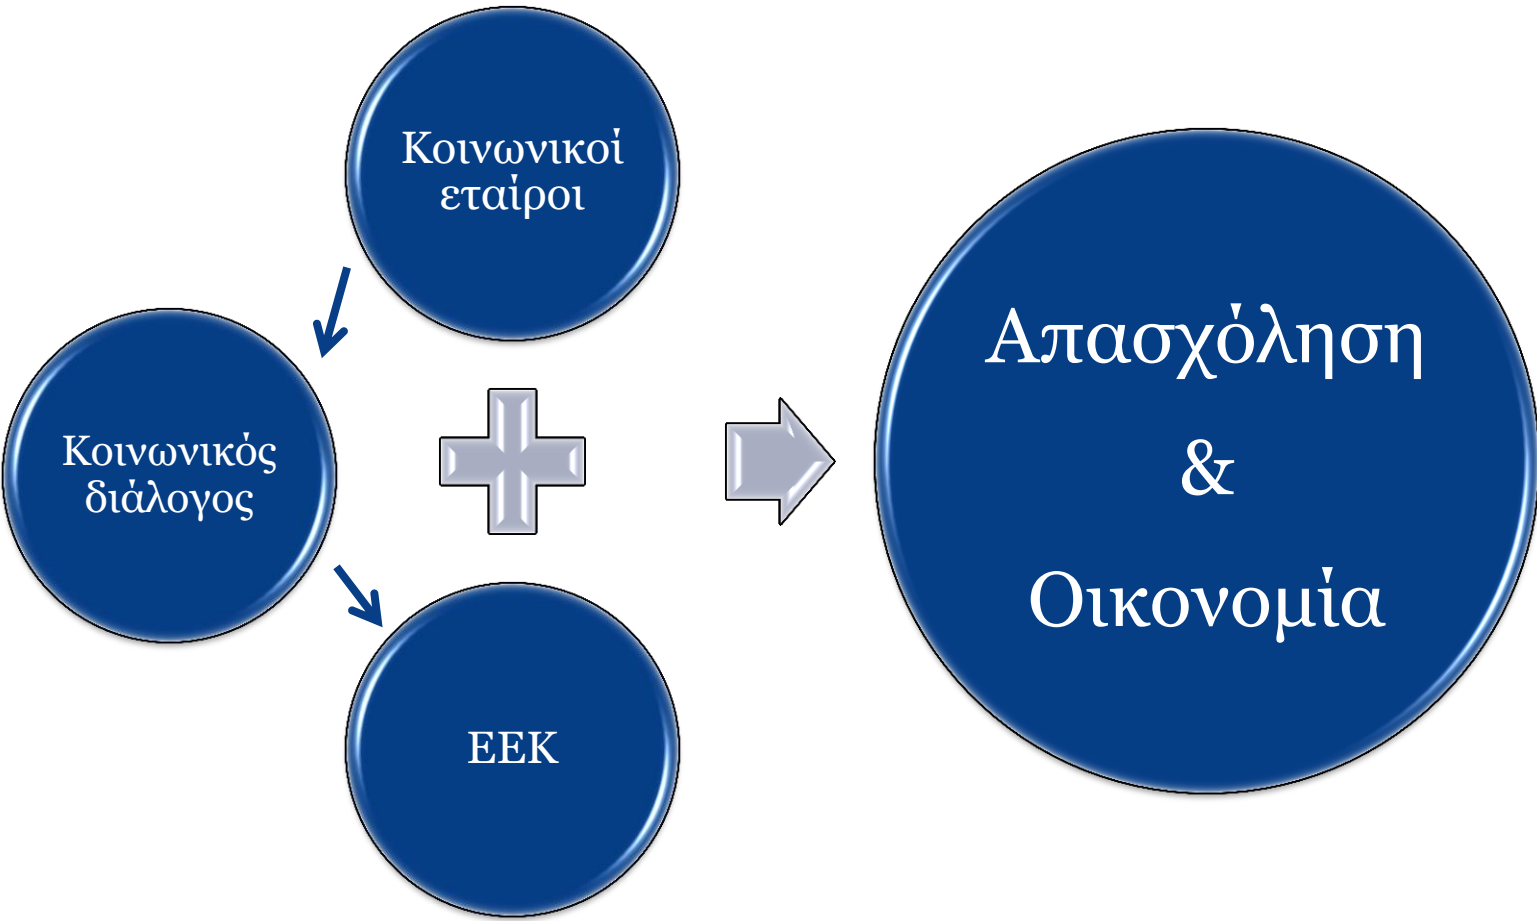 Κοινωνικοί
εταίροι
Κοινωνικός
διάλογος
ΕΕΚ
Απασχόληση
&
Οικονομία